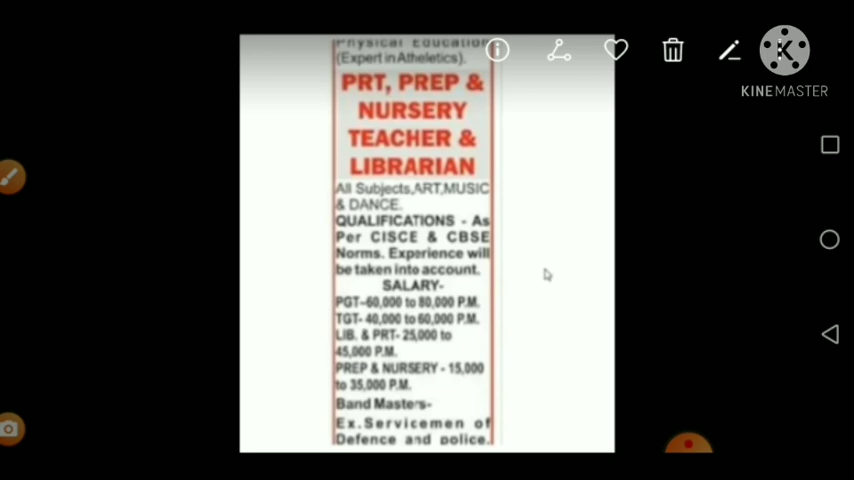 Physical Education
(Expert in Atheletics).
PRT, PREP &
NURSERY
TEACHER &
LIBRARIAN
All Subjects,ART,MUSIC
& DANCE.
QUALIFICATIONS - As
Per CISCE & CBSE
Norms. Experience will
be taken into account.
SALARY-
PGT-60,000 to 80,000 P.M.
TGT- 40,000 to 60,000 P.M.
LIB. & PRT- 25,000 to
45,000 P.M.
PREP & NURSERY - 15,000
to 35,000 P.M.
Band Masters-
Ex.Servicemen of
Defence and police.
K
KINEMASTER